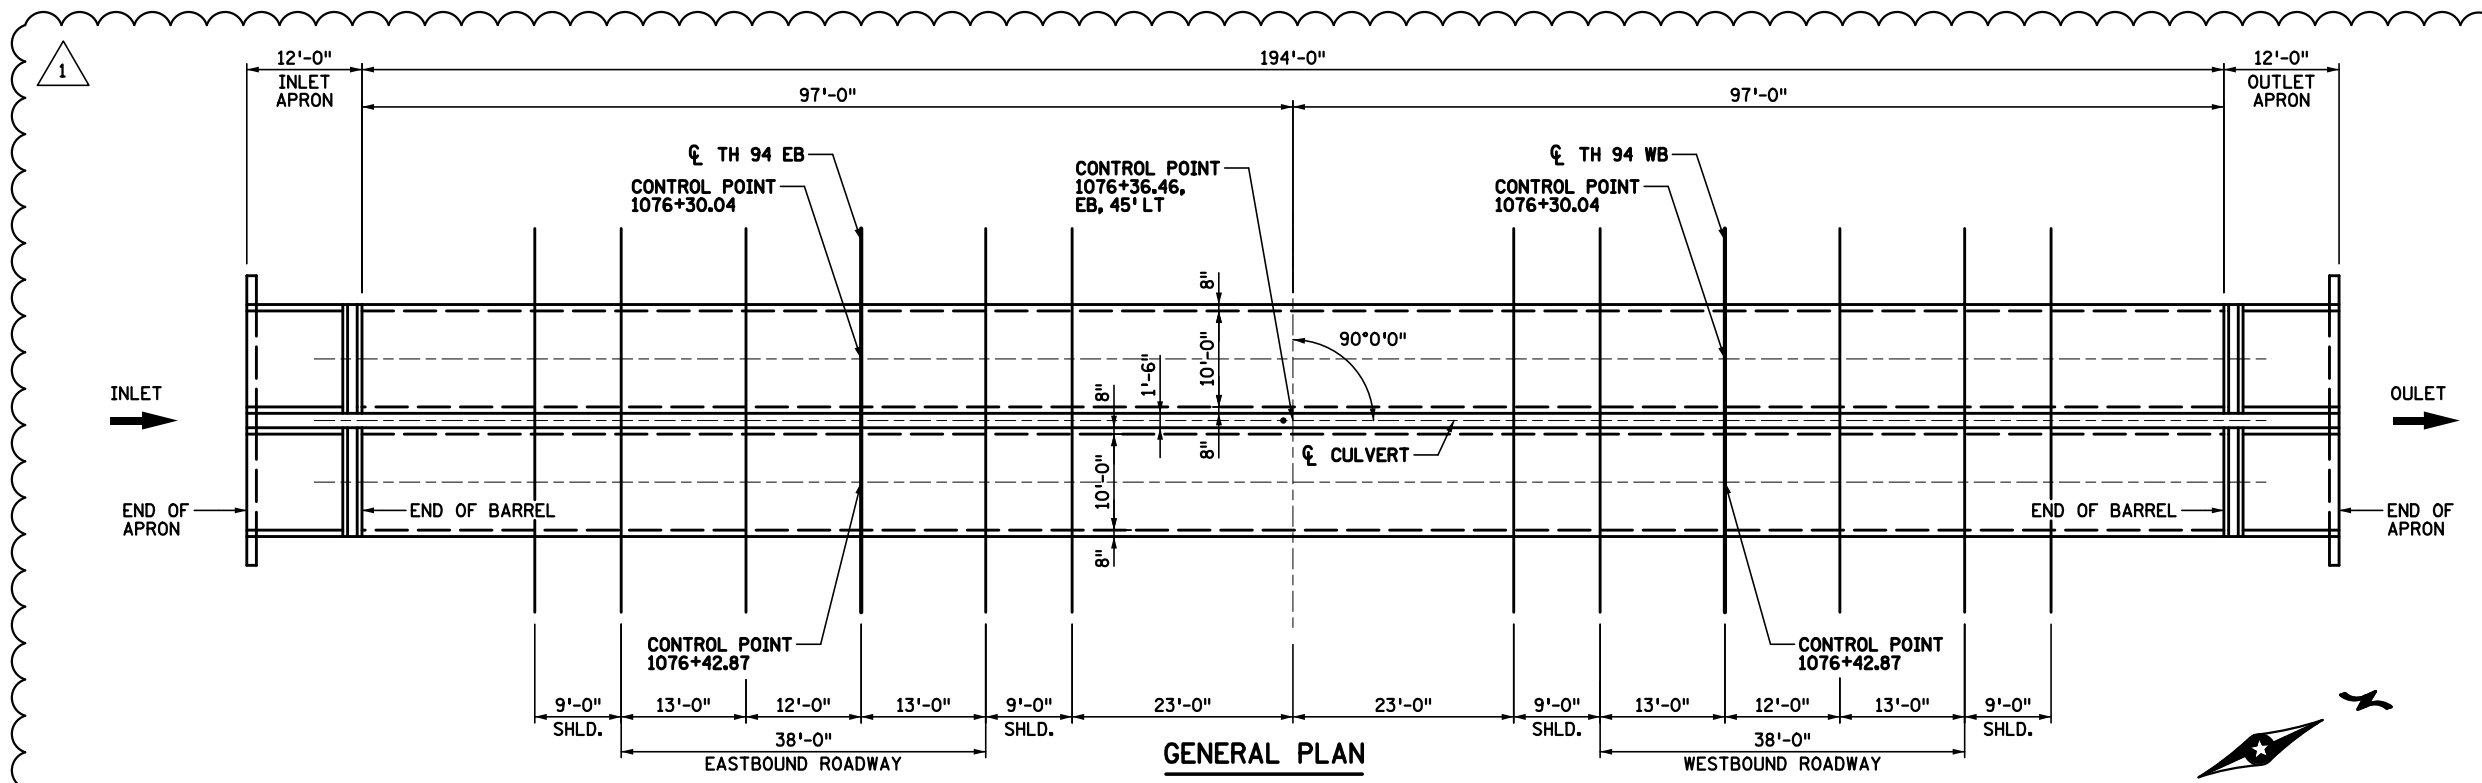 1
12'-0"
INLET
APRON
194'-0"
12'-0"
OUTLET
APRON
97'-0"
97'-0"
℄ TH 94 EB
CONTROL POINT
1076+30.04
CONTROL POINT
1076+36.46,
EB, 45' LT
℄ TH 94 WB
CONTROL POINT
1076+30.04
8"
10'-0"
8"
1'-6"
8"
10'-0"
8"
90°0'0"
INLET
OULET
℄ CULVERT
END OF
APRON
END OF BARREL
END OF BARREL
END OF
APRON
CONTROL POINT
1076+42.87
CONTROL POINT
1076+42.87
9'-0"
SHLD.
13'-0"
12'-0"
13'-0"
9'-0"
SHLD.
23'-0"
23'-0"
9'-0"
SHLD.
13'-0"
12'-0"
13'-0"
9'-0"
SHLD.
38'-0"
EASTBOUND ROADWAY
GENERAL PLAN
38'-0"
WESTBOUND ROADWAY